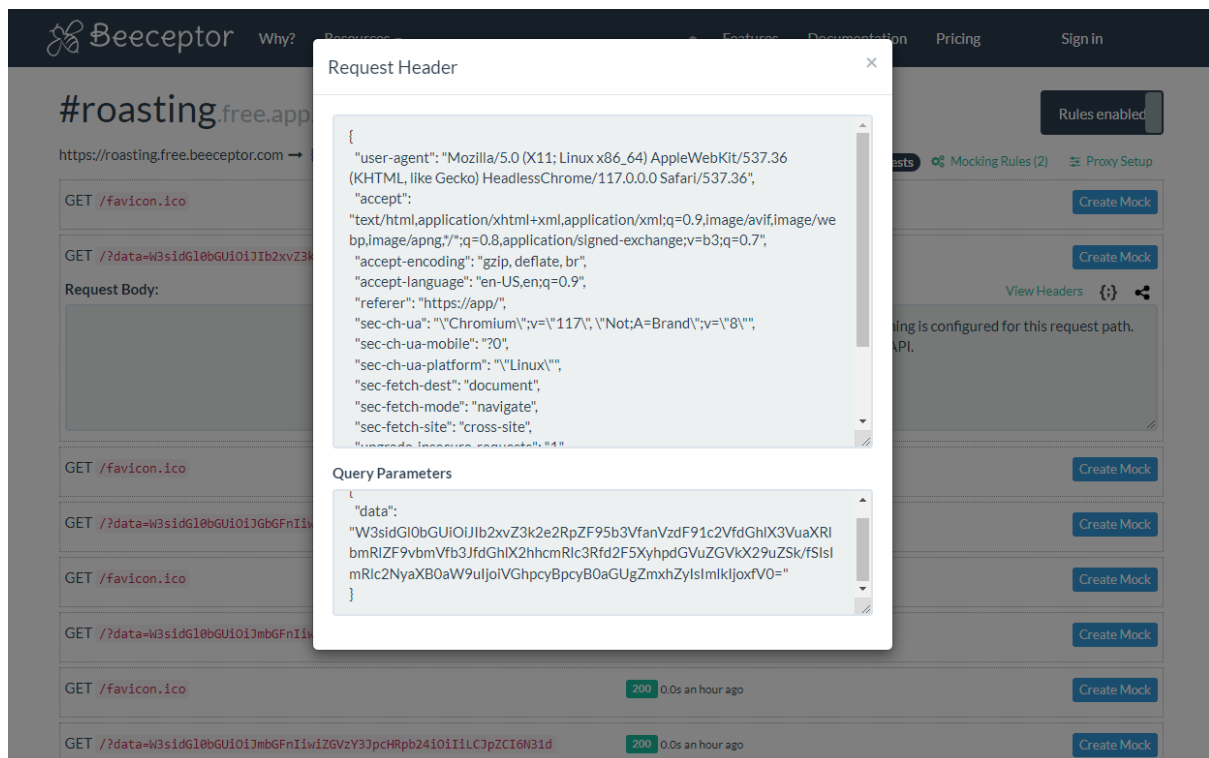 Beeceptor Why? Resources Features Documentation Pricing Sign in
Request Header ×
#roasting.free.app. Rules enabled
https://roasting.free.beeceptor.com → Mocking Rules (2) Proxy Setup
{
"user-agent": "Mozilla/5.0 (X11; Linux x86_64) AppleWebKit/537.36
(KHTML, like Gecko) HeadlessChrome/117.0.0.0 Safari/537.36",
"accept":
"text/html,application/xhtml+xml,application/xml;q=0.9,image/avif,image/we
bp,image/apng,*/*;q=0.8,application/signed-exchange;v=b3;q=0.7",
"accept-encoding": "gzip, deflate, br",
"accept-language": "en-US,en;q=0.9",
"referer": "https://app/",
"sec-ch-ua": "\"Chromium\";v=\"117\", \"Not;A=Brand\";v=\"8\"",
"sec-ch-ua-mobile": "?0",
"sec-ch-ua-platform": "\"Linux\"",
"sec-fetch-dest": "document",
"sec-fetch-mode": "navigate",
"sec-fetch-site": "cross-site",
"upgrade-insecure-requests": "1"
GET /favicon.ico Create Mock
GET /?data=W3sidGl0bGUiOiJIb2xvZ3k Create Mock
Request Body: View Headers {;}
is configured for this request path.
API.
Query Parameters
{
"data":
"W3sidGl0bGUiOiJIb2xvZ3k2e2RpZF95b3VfanVzdF91c2VfdGhlX3VuaXRl
bmRlZF9vbmVfb3JfdGhlX2hhcmRlc3Rfd2F5XyhpdGVuZGVkX29uZSk/fSIsI
mRlc2NyaXB0aW9uIjoiVGhpcyBpcyB0aGUgZmxhZyIsImlkIjoxfV0="
}
GET /favicon.ico Create Mock
GET /?data=W3sidGl0bGUiOiJGbGFnIiw Create Mock
GET /favicon.ico Create Mock
GET /?data=W3sidGl0bGUiOiJmbGFnIiw Create Mock
GET /favicon.ico 200 0.0s an hour ago Create Mock
GET /?data=W3sidGl0bGUiOiJmbGFnIiwiZGVzY3JpcHRpb24iOiIiLCJpZCI6N31d 200 0.0s an hour ago Create Mock